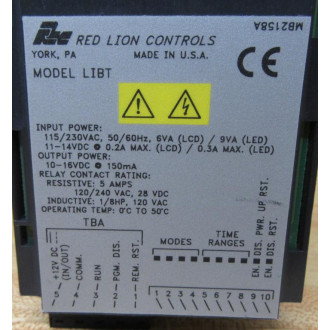 RED LION CONTROLS
YORK, PA MADE IN U.S.A.
MB2158A
MODEL LIBT
CE
INPUT POWER:
115/230VAC, 50/60Hz, 6VA (LCD) / 9VA (LED)
11-14VDC @ 0.2A MAX. (LCD) / 0.3A MAX. (LED)
OUTPUT POWER:
10-16VDC @ 150mA
RELAY CONTACT RATING:
RESISTIVE: 5 AMPS
120/240 VAC, 28 VDC
INDUCTIVE: 1/8HP, 120 VAC
OPERATING TEMP: 0°C TO 50°C
TBA
+12V DC (IN/OUT)
COMM.
RUN
PGM. DIS.
REM. RST.
MODES
TIME RANGES
EN. DIS. PWR. UP RST.
EN. DIS. RST.
5 4 3 2 1
1 2 3 4 5 6 7 8 9 10